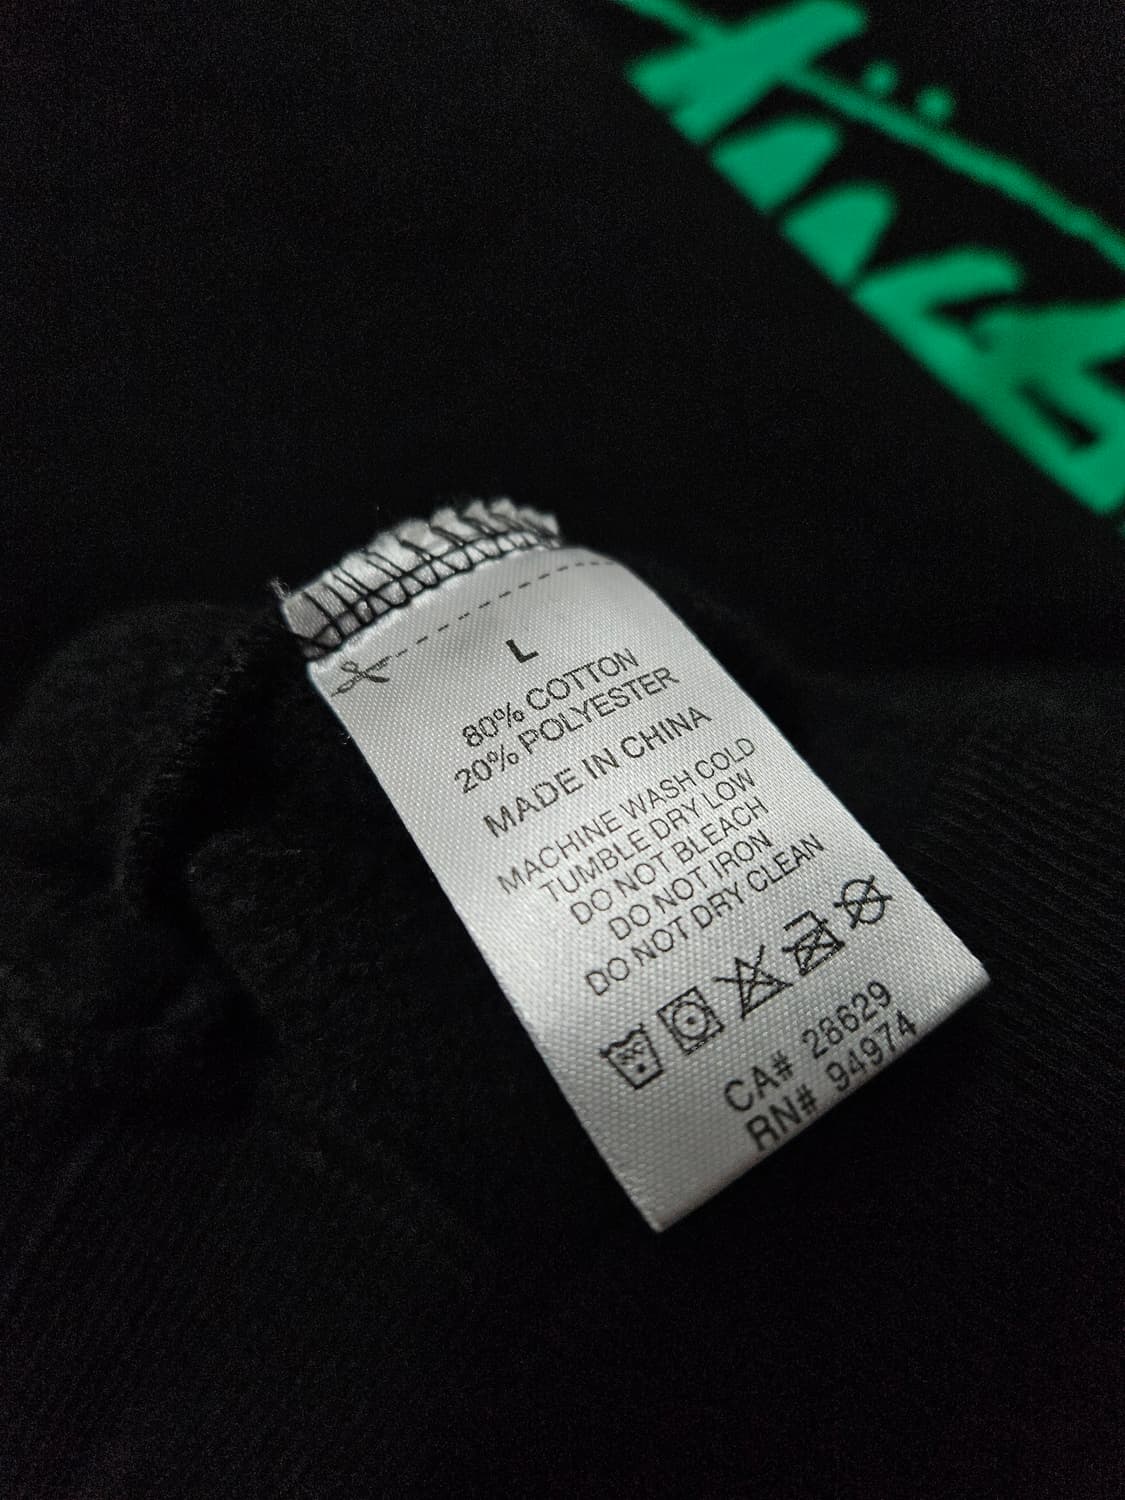 L
80% COTTON
20% POLYESTER
MADE IN CHINA
MACHINE WASH COLD
TUMBLE DRY LOW
DO NOT BLEACH
DO NOT IRON
DO NOT DRY CLEAN
CA# 28629
RN# 94974